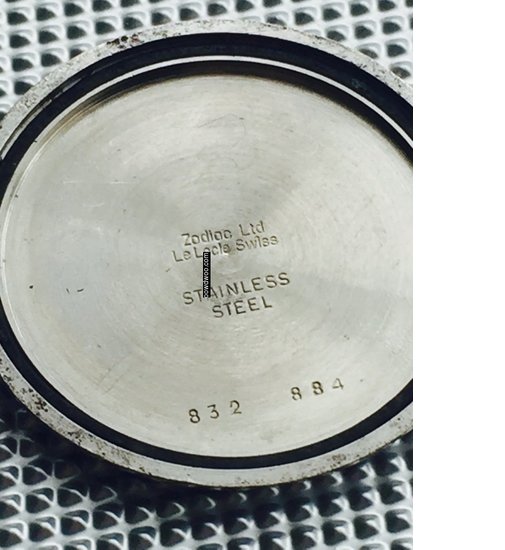 Zodiac Ltd
Le Locle Swiss
STAINLESS
STEEL
832 884